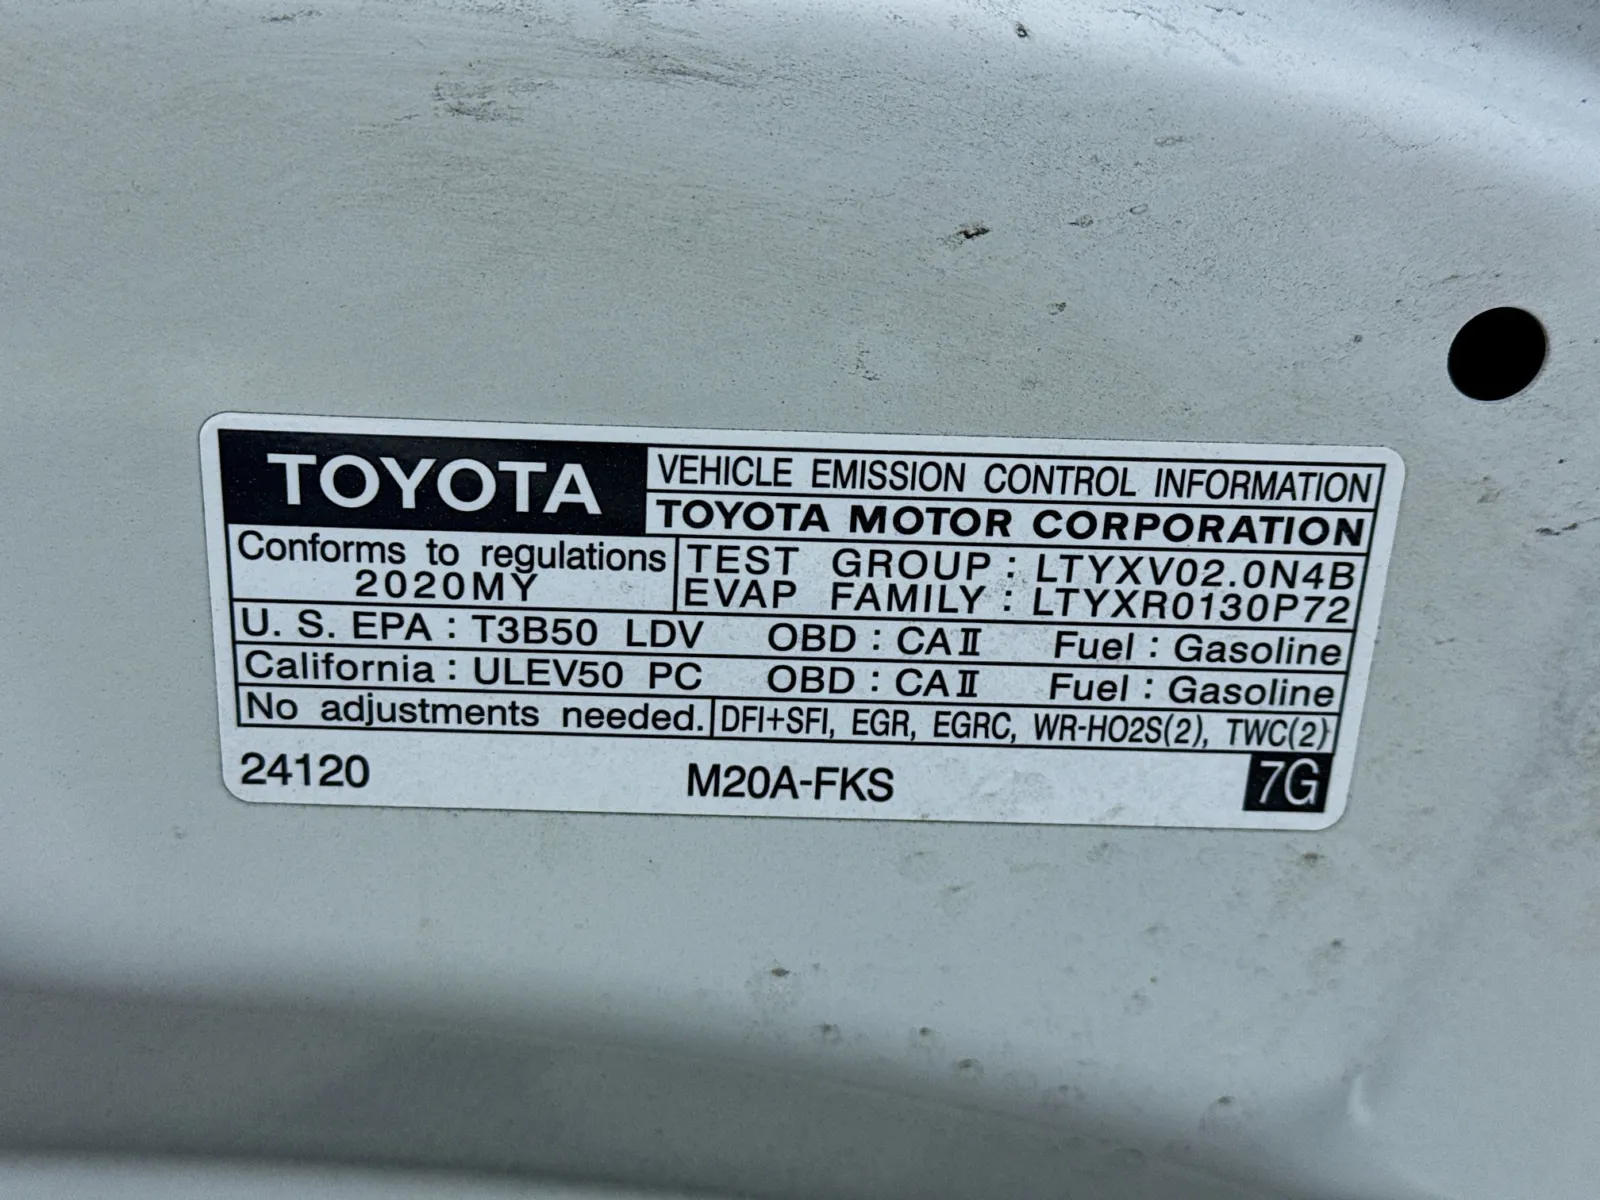 TOYOTA VEHICLE EMISSION CONTROL INFORMATION
TOYOTA MOTOR CORPORATION
Conforms to regulations
2020MY
TEST GROUP : LTYXV02.0N4B
EVAP FAMILY : LTYXR0130P72
U. S. EPA : T3B50 LDV OBD : CAⅡ Fuel : Gasoline
California : ULEV50 PC OBD : CAⅡ Fuel : Gasoline
No adjustments needed. DFI+SFI, EGR, EGRC, WR-HO2S(2), TWC(2)
24120 M20A-FKS 7G